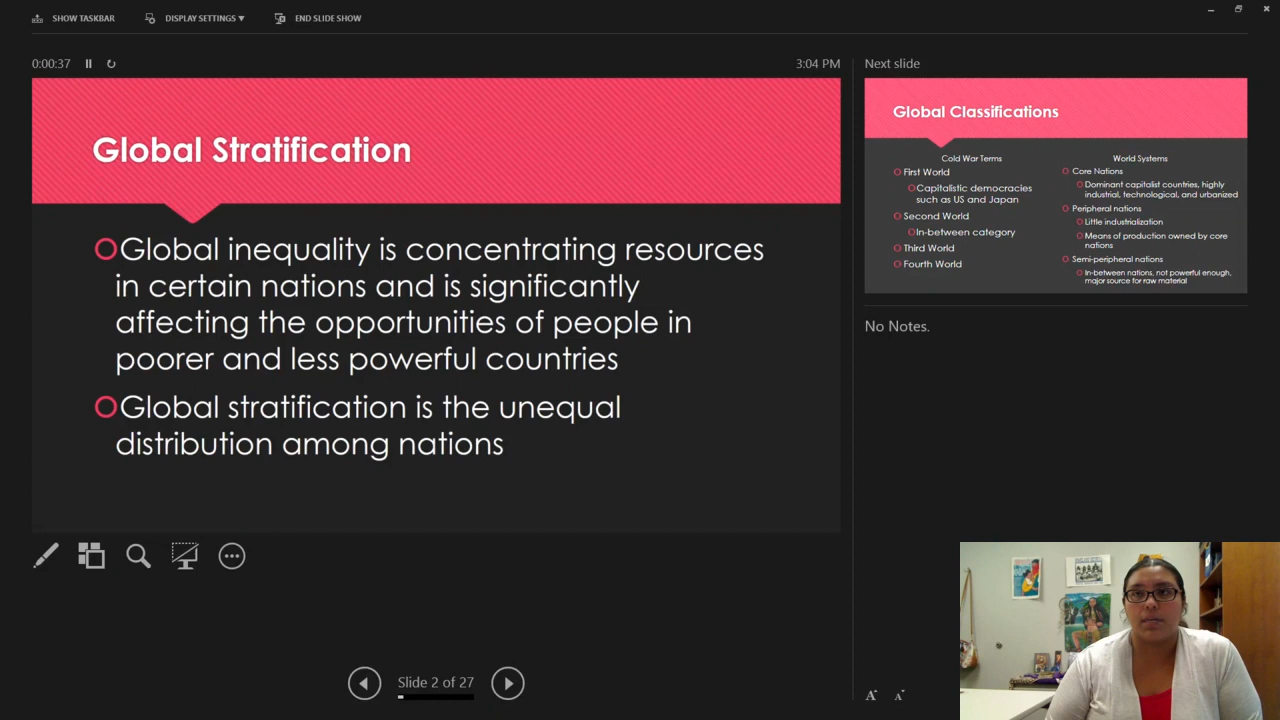 SHOW TASKBAR
DISPLAY SETTINGS ▼
END SLIDE SHOW
0:00:37
3:04 PM
Global Stratification
Global inequality is concentrating resources
in certain nations and is significantly
affecting the opportunities of people in
poorer and less powerful countries
Global stratification is the unequal
distribution among nations
Slide 2 of 27
Next slide
Global Classifications
Cold War Terms
First World
Capitalistic democracies
such as US and Japan
Second World
In-between category
Third World
Fourth World
World Systems
Core Nations
Dominant capitalist countries, highly
industrial, technological, and urbanized
Peripheral nations
Little industrialization
Means of production owned by core
nations
Semi-peripheral nations
In-between nations, not powerful enough,
major source for raw material
No Notes.
A
A